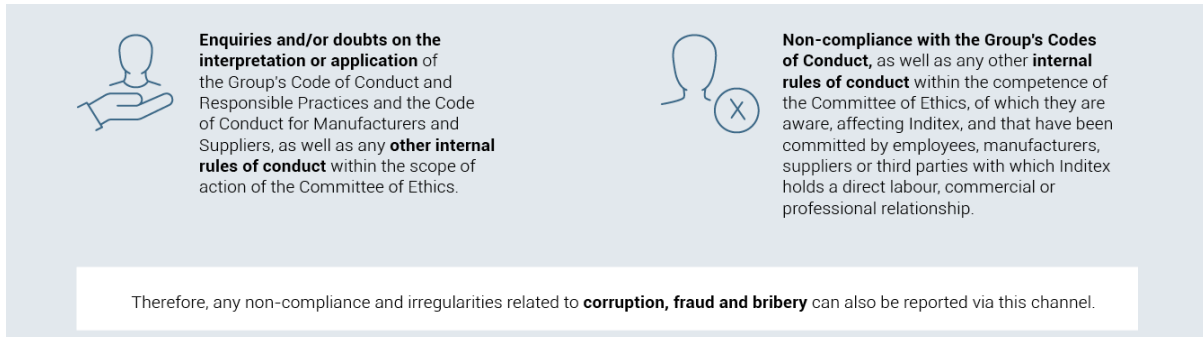 Enquiries and/or doubts on the
interpretation or application of
the Group's Code of Conduct and
Responsible Practices and the Code
of Conduct for Manufacturers and
Suppliers, as well as any other internal
rules of conduct within the scope of
action of the Committee of Ethics.
X
Non-compliance with the Group's Codes
of Conduct, as well as any other internal
rules of conduct within the competence of
the Committee of Ethics, of which they are
aware, affecting Inditex, and that have been
committed by employees, manufacturers,
suppliers or third parties with which Inditex
holds a direct labour, commercial or
professional relationship.
Therefore, any non-compliance and irregularities related to corruption, fraud and bribery can also be reported via this channel.